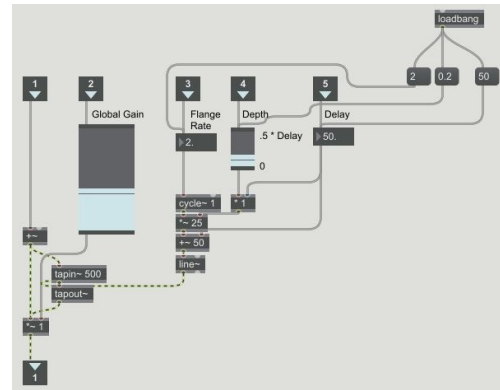 loadbang
2 0.2 50
1 2 3 4 5
Global Gain
Flange
Rate
Depth
Delay
2.
.5 * Delay
50.
0
cycle~ 1
* 1
*~ 25
+~
+~ 50
line~
tapin~ 500
tapout~
*~ 1
1